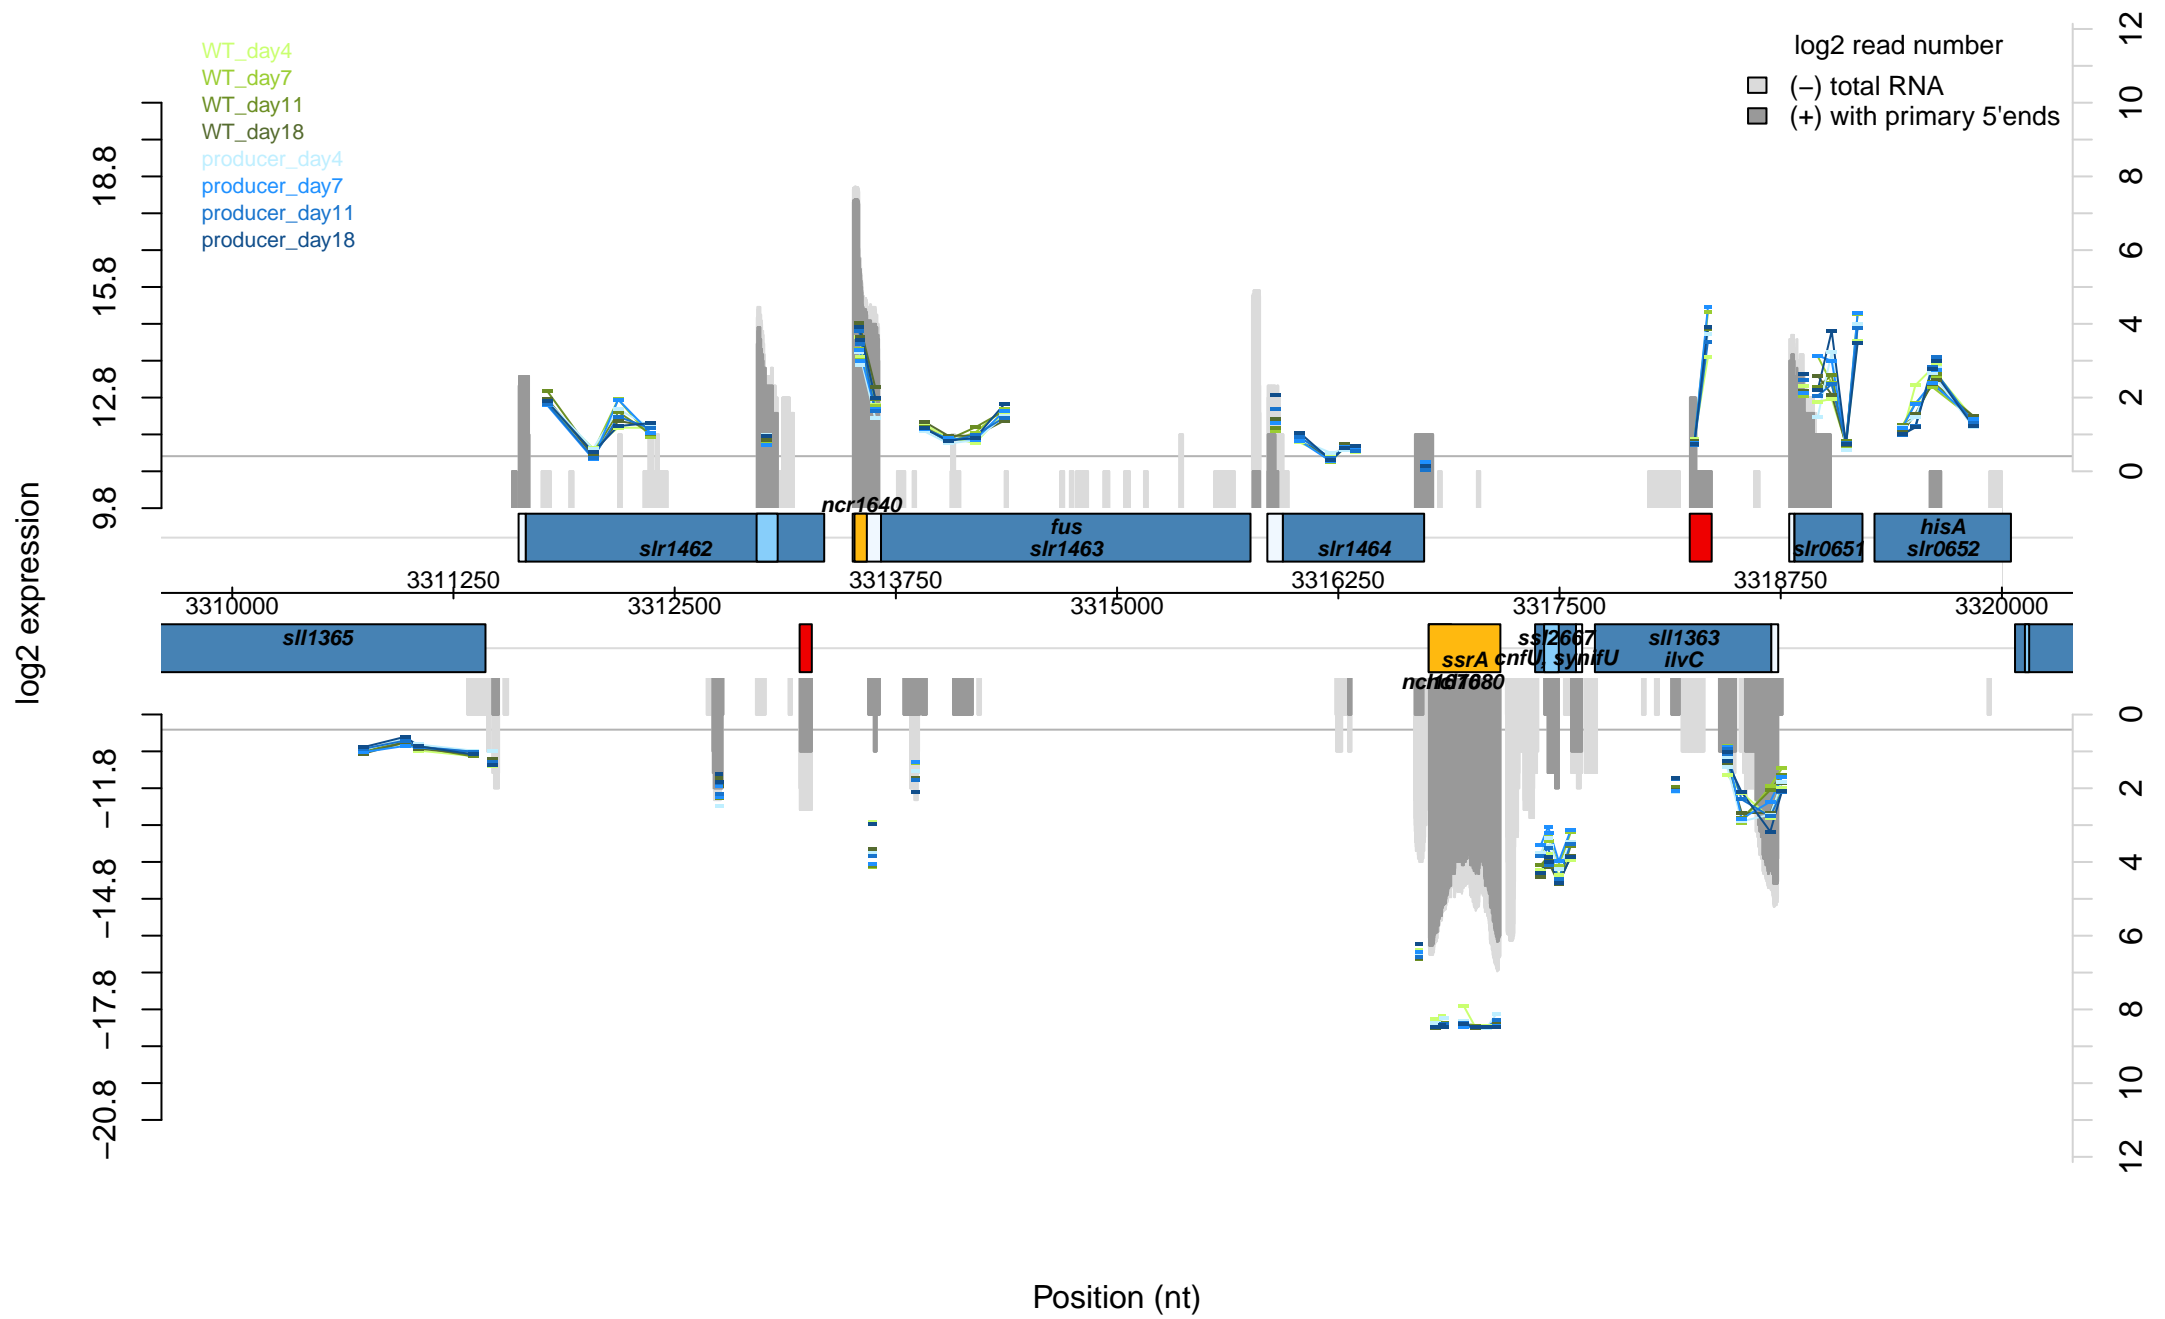 WT_day4
WT_day7
WT_day11
WT_day18
producer_day4
producer_day7
producer_day11
producer_day18
log2 read number
(−) total RNA
(+) with primary 5'ends
log2 expression
18.8
15.8
12.8
9.8
12
10
8
6
4
2
0
ncr1640
slr1462
fus
slr1463
slr1464
slr0651
hisA
slr0652
3311250
3313750
3316250
3318750
3310000
3312500
3315000
3317500
3320000
sll1365
ssl2667
sll1363
ssrA
cnfU, synifU
ilvC
−11.8
−14.8
−17.8
−20.8
0
2
4
6
8
10
12
Position (nt)